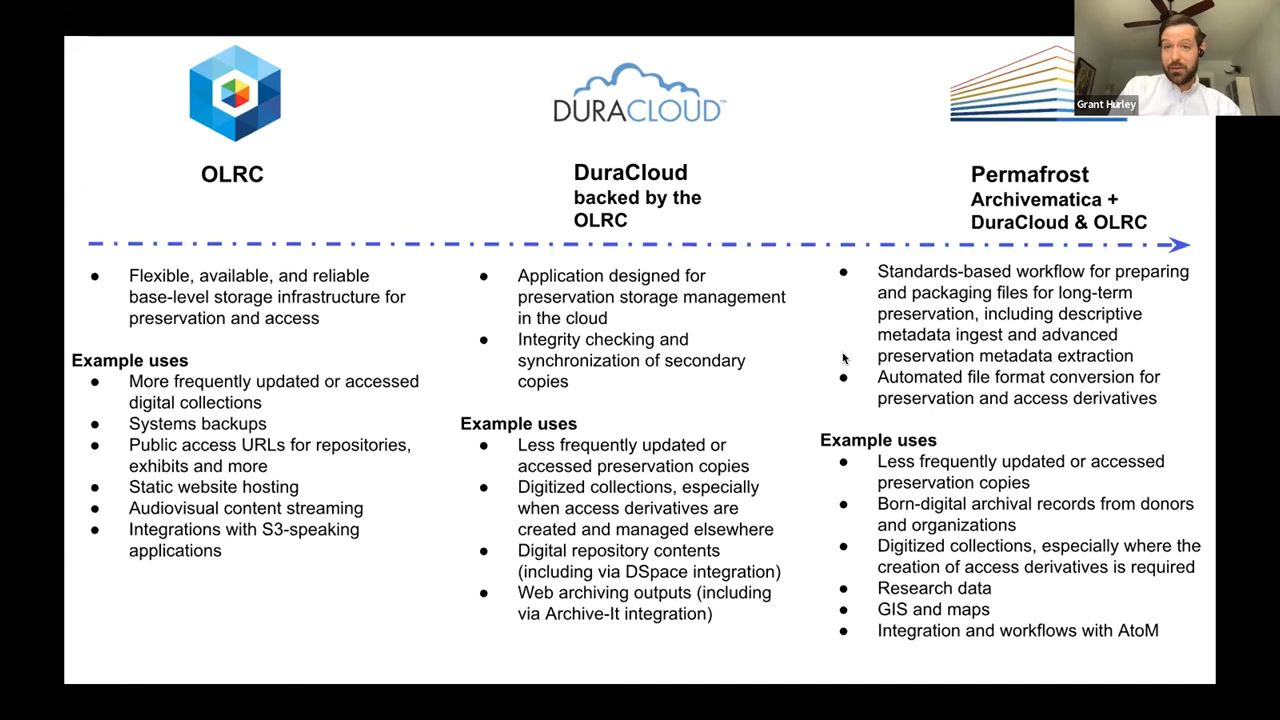 Grant Hurley
DURACLOUD™
OLRC
DuraCloud
backed by the
OLRC
Permafrost
Archivematica +
DuraCloud & OLRC
● Flexible, available, and reliable
base-level storage infrastructure for
preservation and access
Example uses
● More frequently updated or accessed
digital collections
● Systems backups
● Public access URLs for repositories,
exhibits and more
● Static website hosting
● Audiovisual content streaming
● Integrations with S3-speaking
applications
● Application designed for
preservation storage management
in the cloud
● Integrity checking and
synchronization of secondary
copies
Example uses
● Less frequently updated or
accessed preservation copies
● Digitized collections, especially
when access derivatives are
created and managed elsewhere
● Digital repository contents
(including via DSpace integration)
● Web archiving outputs (including
via Archive-It integration)
● Standards-based workflow for preparing
and packaging files for long-term
preservation, including descriptive
metadata ingest and advanced
preservation metadata extraction
● Automated file format conversion for
preservation and access derivatives
Example uses
● Less frequently updated or accessed
preservation copies
● Born-digital archival records from donors
and organizations
● Digitized collections, especially where the
creation of access derivatives is required
● Research data
● GIS and maps
● Integration and workflows with AtoM